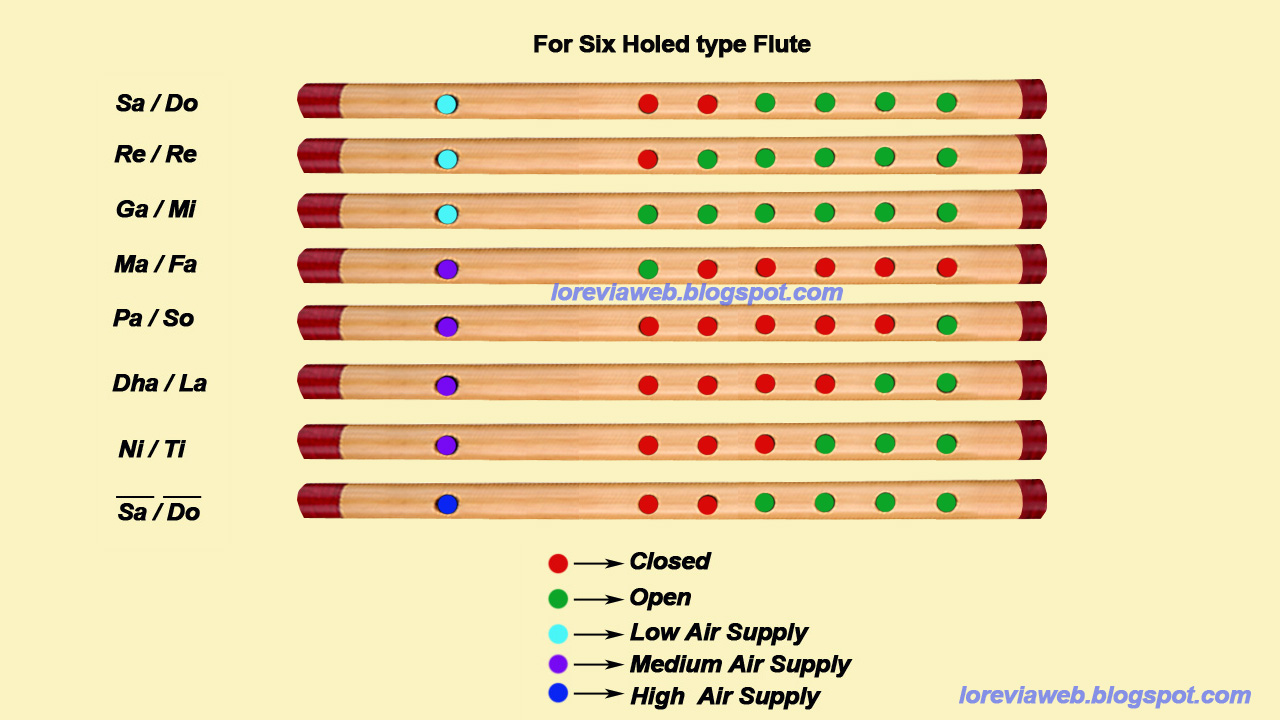 For Six Holed type Flute
Sa / Do
Re / Re
Ga / Mi
Ma / Fa
loreviaweb.blogspot.com
Pa / So
Dha / La
Ni / Ti
Sa / Do
Closed
Open
Low Air Supply
Medium Air Supply
High Air Supply
loreviaweb.blogspot.com